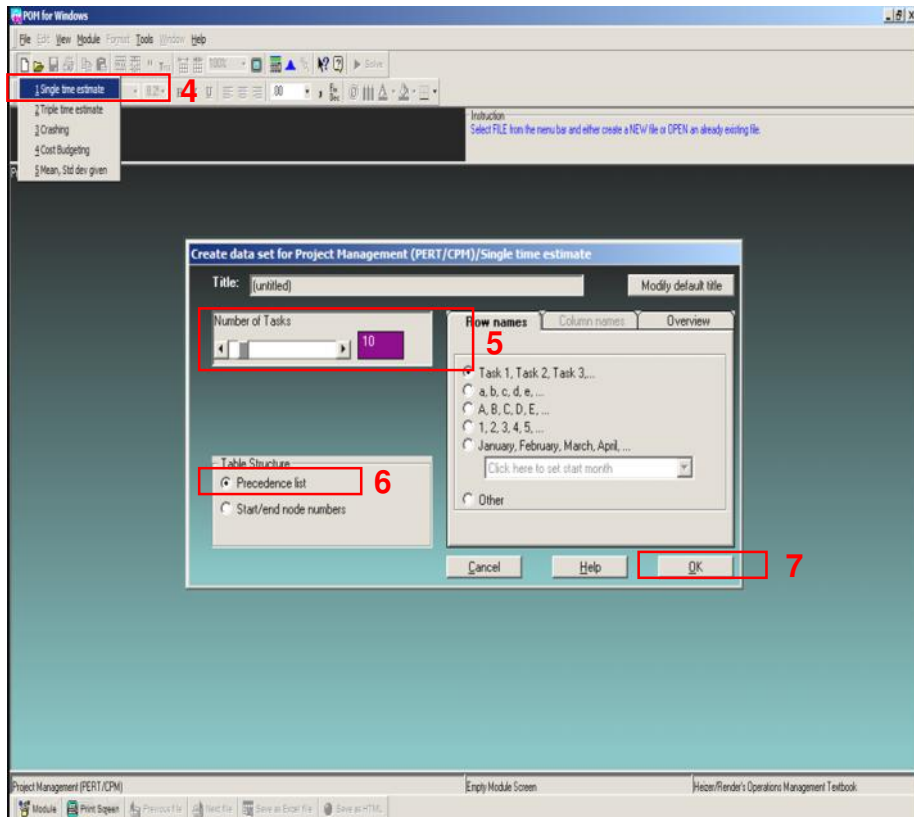 POM for Windows
File Edit View Module Format Tools Window Help
100% Solve
1 Single time estimate 4 8.25 B I U .00
2 Triple time estimate
3 Crashing
4 Cost Budgeting
5 Mean, Std dev given
Instruction
Select FILE from the menu bar and either create a NEW file or OPEN an already existing file.
Create data set for Project Management (PERT/CPM)/Single time estimate
Title: (untitled) Modify default title
Number of Tasks
10
5
Row names Column names Overview
Task 1, Task 2, Task 3,...
a, b, c, d, e, ...
A, B, C, D, E, ...
1, 2, 3, 4, 5, ...
January, February, March, April, ...
Click here to set start month
Other
Table Structure
Precedence list 6
Start/end node numbers
Cancel Help OK 7
Project Management (PERT/CPM) Empty Module Screen Heizer/Render's Operations Management Textbook
Module Print Screen Previous file Next file Save as Excel file Save as HTML